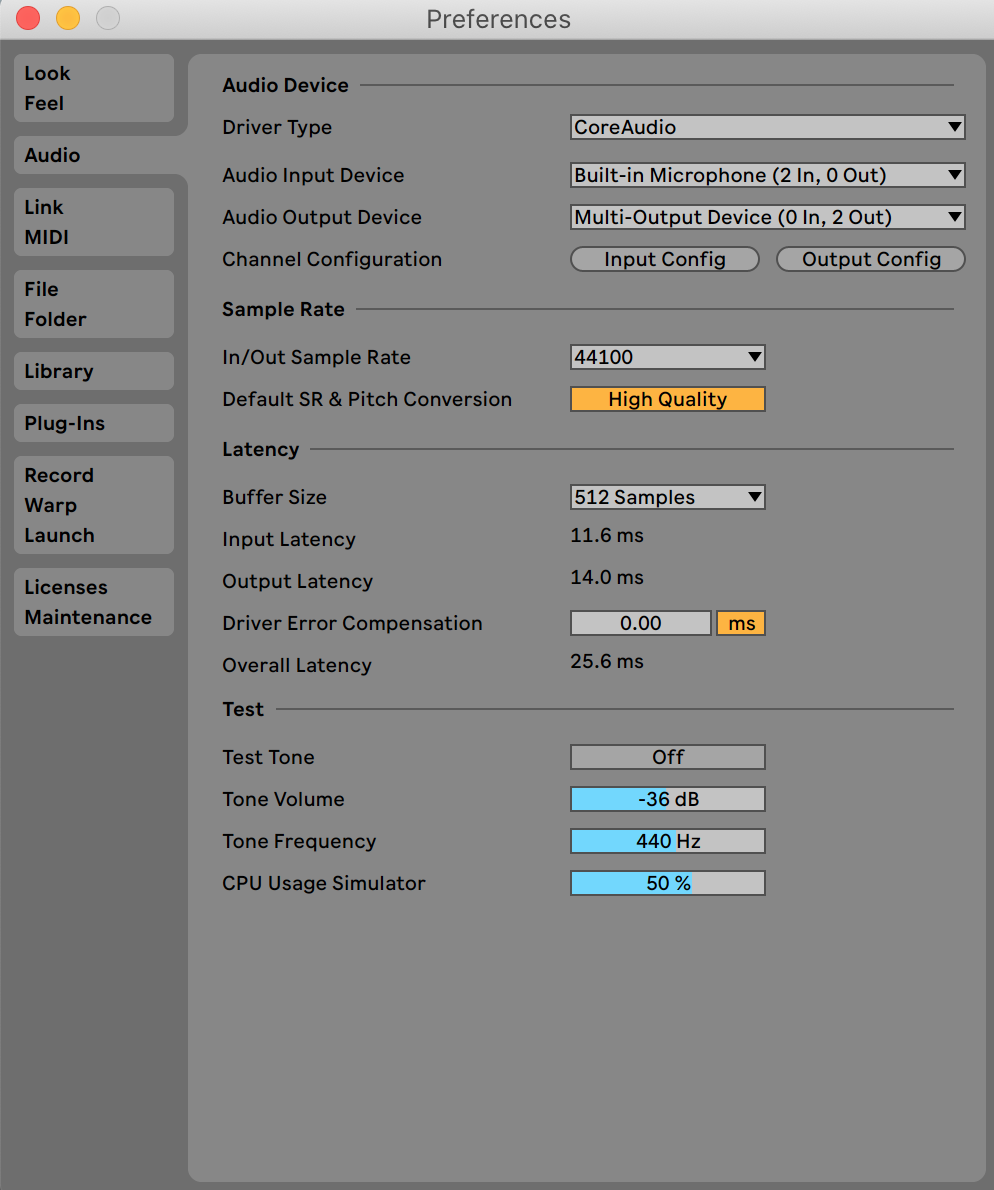 Preferences
Look
Feel
Audio
Link
MIDI
File
Folder
Library
Plug-Ins
Record
Warp
Launch
Licenses
Maintenance
Audio Device
Driver Type CoreAudio
Audio Input Device Built-in Microphone (2 In, 0 Out)
Audio Output Device Multi-Output Device (0 In, 2 Out)
Channel Configuration Input Config Output Config
Sample Rate
In/Out Sample Rate 44100
Default SR & Pitch Conversion High Quality
Latency
Buffer Size 512 Samples
Input Latency 11.6 ms
Output Latency 14.0 ms
Driver Error Compensation 0.00 ms
Overall Latency 25.6 ms
Test
Test Tone Off
Tone Volume -36 dB
Tone Frequency 440 Hz
CPU Usage Simulator 50 %